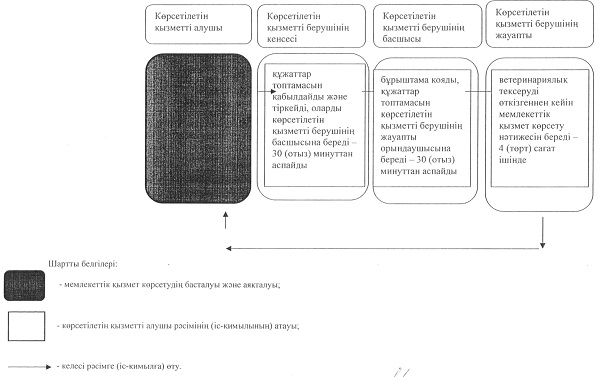 Көрсетілетін
қызметті алушы
Көрсетілетін
қызметті берушінің
кеңсесі
Көрсетілетін
қызметті берушінің
басшысы
Көрсетілетін
қызметті берушінің
жауапты
құжаттар
топтамасын
қабылдайды және
тіркейді, оларды
көрсетілетін
қызметті берушінің
басшысына береді –
30 (отыз) минуттан
аспайды
бұрыштама қояды,
құжаттар
топтамасын
көрсетілетін
қызметті берушінің
жауапты
орындаушысына
береді – 30 (отыз)
минуттан аспайды
ветеринариялык
тексеруді
өткізгеннен кейін
мемлекеттік
қызмет көрсету
нәтижесін береді –
4 (төрт) сағат
ішінде
Шартты белгілері:
- мемлекеттік қызмет көрсетудің басталуы және аяқталуы;
- көрсетілетін қызметті алушы рәсімінің (іс-қимылының) атауы;
- келесі рәсімге (іс-қимылға) өту.